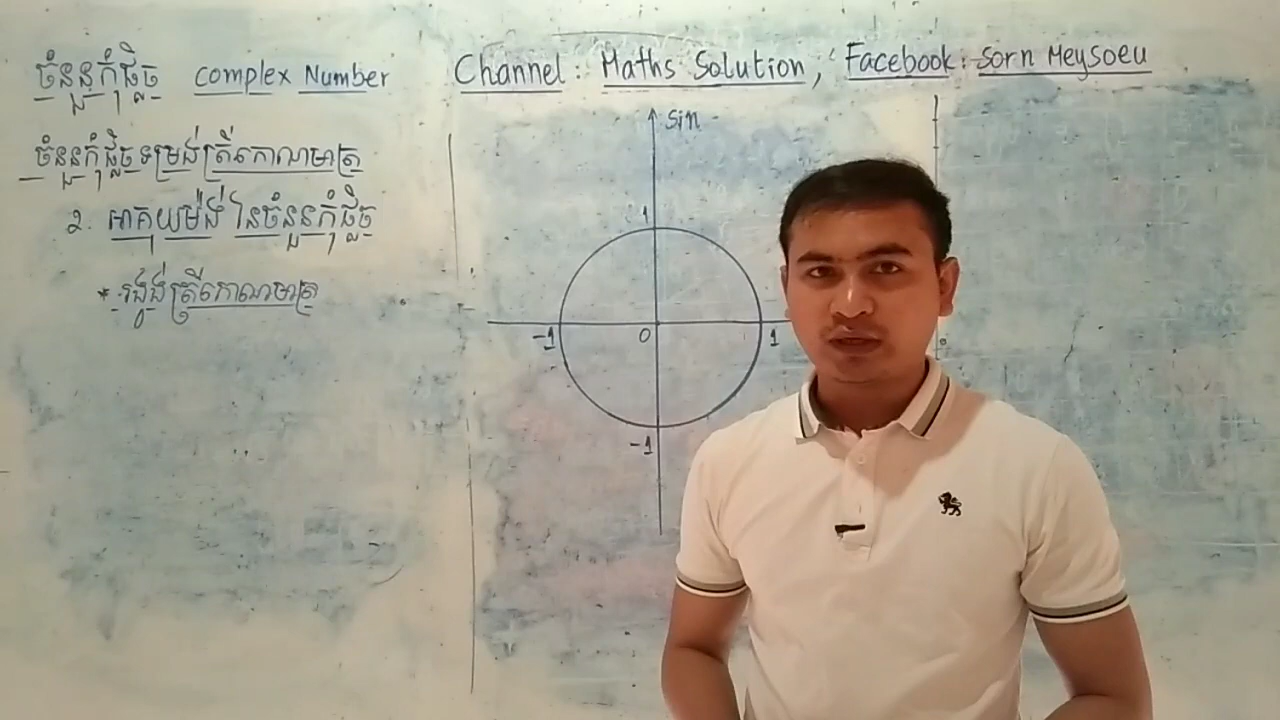 ចំនួនកុំផ្លិច Complex Number
Channel : Maths Solution , Facebook : Sorn Meysoeu
ចំនួនកុំផ្លិចទម្រង់ត្រីកោណមាត្រ
២. អាគុយម៉ង់ នៃចំនួនកុំផ្លិច
* រង្វង់ត្រីកោណមាត្រ
sin
1
-1
0
1
-1